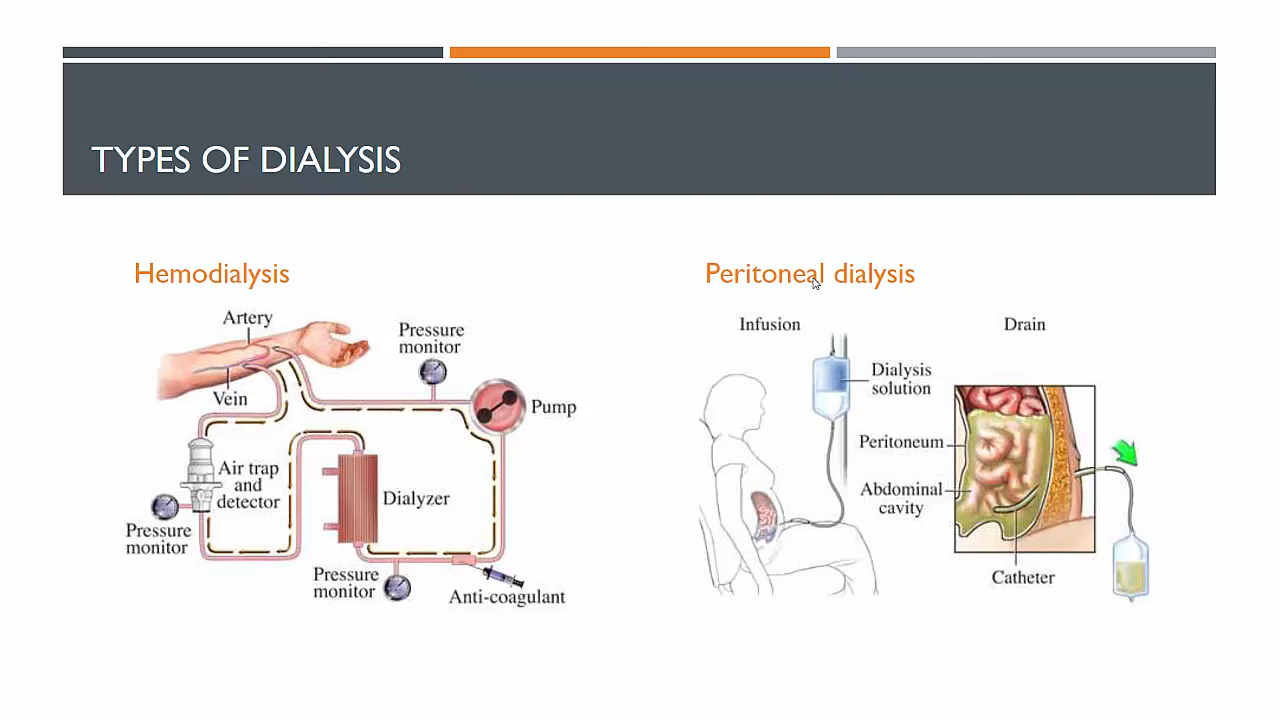 TYPES OF DIALYSIS
Hemodialysis
Artery
Pressure
monitor
Vein
Pump
Air trap
and
detector
Dialyzer
Pressure
monitor
Pressure
monitor
Anti-coagulant
Peritoneal dialysis
Infusion
Drain
Dialysis
solution
Peritoneum
Abdominal
cavity
Catheter